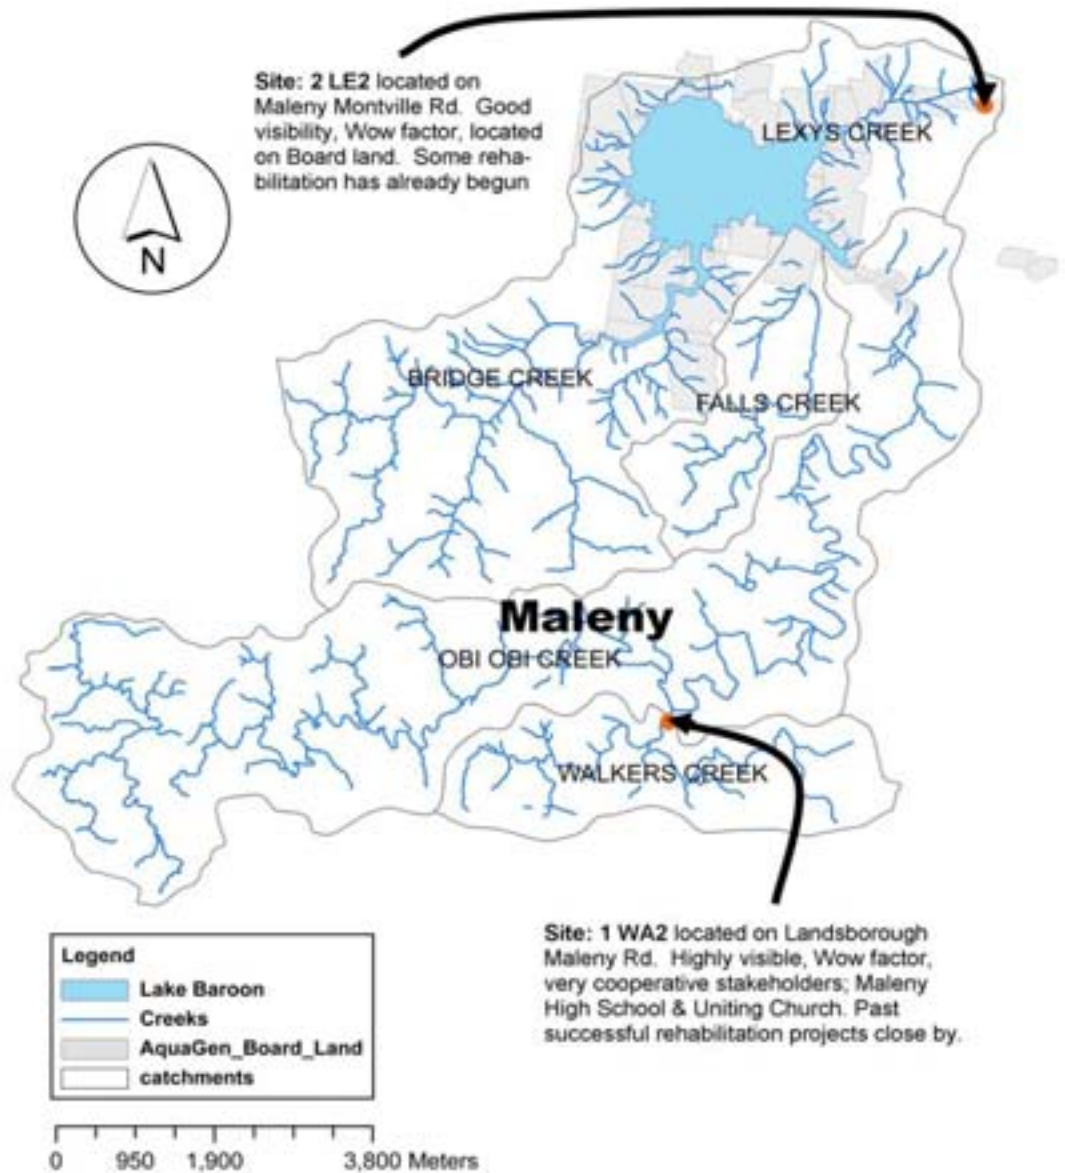 Site: 2 LE2 located on
Maleny Montville Rd. Good
visibility, Wow factor, located
on Board land. Some reha-
bilitation has already begun
LEXYS CREEK
N
BRIDGE CREEK
FALLS CREEK
Maleny
OBI OBI CREEK
WALKERS CREEK
Site: 1 WA2 located on Landsborough
Maleny Rd. Highly visible, Wow factor,
very cooperative stakeholders; Maleny
High School & Uniting Church. Past
successful rehabilitation projects close by.
Legend
Lake Baroon
Creeks
AquaGen_Board_Land
catchments
0 950 1,900 3,800 Meters